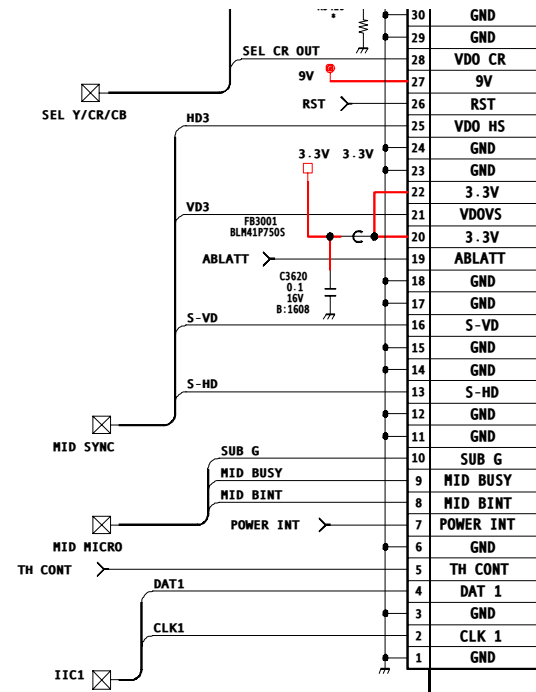 30 GND
29 GND
SEL CR OUT 28 VDO CR
9V 27 9V
RST 26 RST
SEL Y/CR/CB
HD3 25 VDO HS
24 GND
3.3V 3.3V
23 GND
22 3.3V
VD3 21 VDOVS
FB3001
BLM41P750S
20 3.3V
ABLATT 19 ABLATT
C3620
0.1
16V
B:1608
18 GND
17 GND
S-VD 16 S-VD
15 GND
14 GND
S-HD 13 S-HD
12 GND
11 GND
MID SYNC
SUB G 10 SUB G
MID BUSY 9 MID BUSY
MID BINT 8 MID BINT
POWER INT 7 POWER INT
MID MICRO
6 GND
TH CONT 5 TH CONT
DAT1 4 DAT 1
3 GND
CLK1 2 CLK 1
1 GND
IIC1